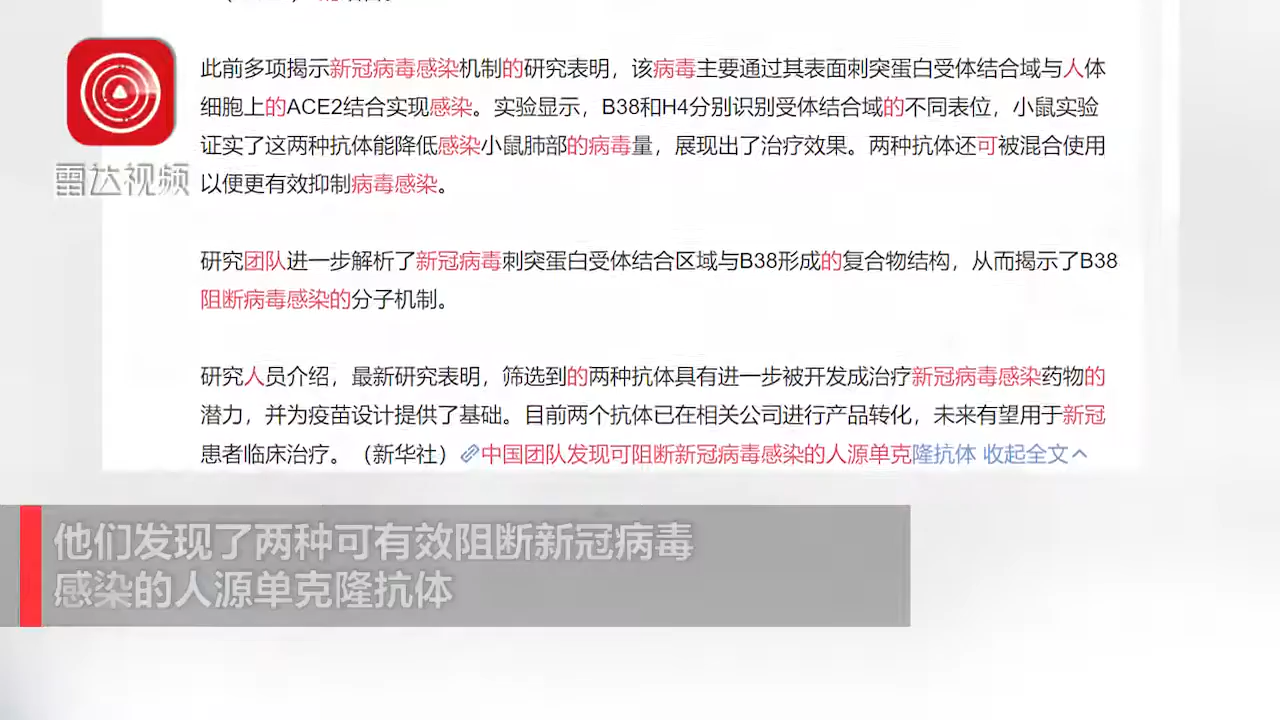 此前多项揭示新冠病毒感染机制的研究表明，该病毒主要通过其表面刺突蛋白受体结合域与人体
细胞上的ACE2结合实现感染。实验显示，B38和H4分别识别受体结合域的不同表位，小鼠实验
证实了这两种抗体能降低感染小鼠肺部的病毒量，展现出了治疗效果。两种抗体还可被混合使用
以便更有效抑制病毒感染。
雷达视频
研究团队进一步解析了新冠病毒刺突蛋白受体结合区域与B38形成的复合物结构，从而揭示了B38
阻断病毒感染的分子机制。
研究人员介绍，最新研究表明，筛选到的两种抗体具有进一步被开发成治疗新冠病毒感染药物的
潜力，并为疫苗设计提供了基础。目前两个抗体已在相关公司进行产品转化，未来有望用于新冠
患者临床治疗。（新华社）中国团队发现可阻断新冠病毒感染的人源单克隆抗体 收起全文
他们发现了两种可有效阻断新冠病毒
感染的人源单克隆抗体